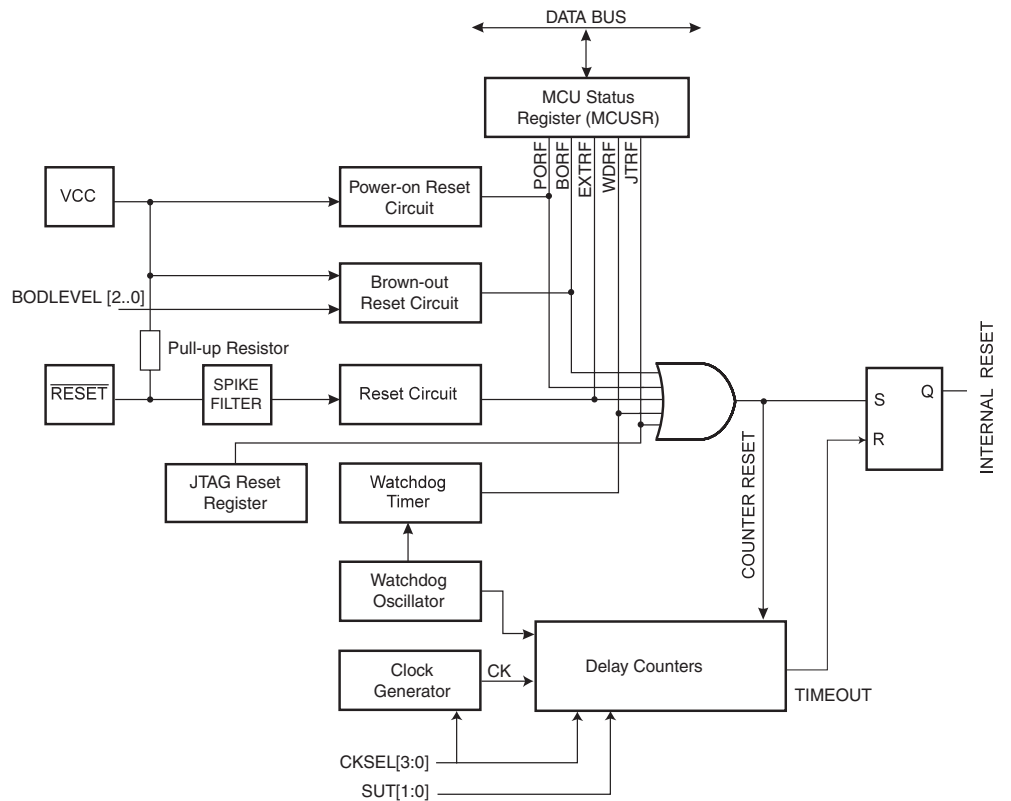 DATA BUS
MCU Status
Register (MCUSR)
PORF
BORF
EXTRF
WDRF
JTRF
VCC
Power-on Reset
Circuit
Brown-out
Reset Circuit
BODLEVEL [2..0]
Pull-up Resistor
RESET
SPIKE
FILTER
Reset Circuit
JTAG Reset
Register
Watchdog
Timer
S
Q
R
INTERNAL RESET
COUNTER RESET
Watchdog
Oscillator
Clock
Generator
CK
Delay Counters
TIMEOUT
CKSEL[3:0]
SUT[1:0]